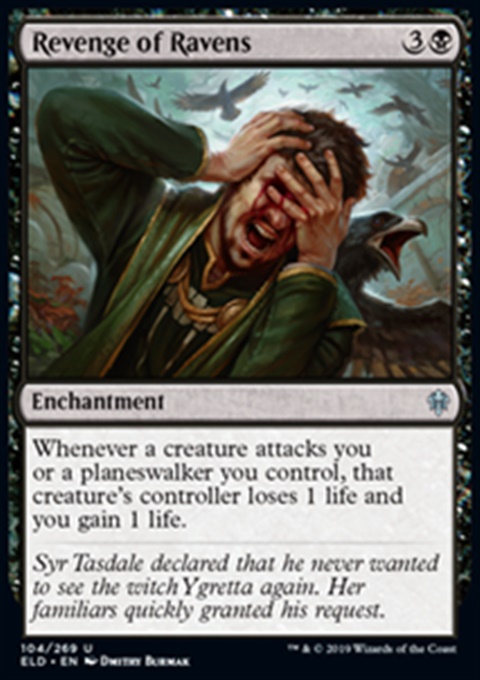 Revenge of Ravens 3
Enchantment
Whenever a creature attacks you
or a planeswalker you control, that
creature's controller loses 1 life and
you gain 1 life.
Syr Tasdale declared that he never wanted
to see the witch Ygretta again. Her
familiars quickly granted his request.
104/269 U
ELD • EN Dmitry Burmak
™ & © 2019 Wizards of the Coast